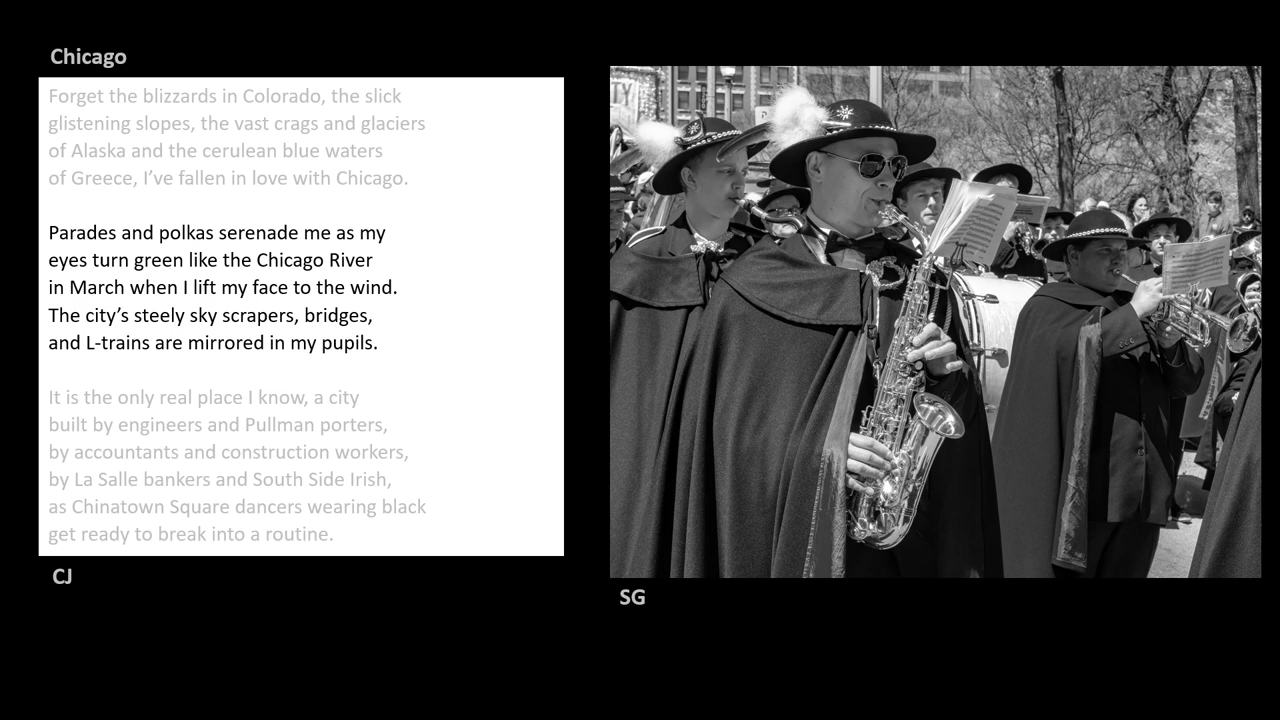 Chicago
Forget the blizzards in Colorado, the slick
glistening slopes, the vast crags and glaciers
of Alaska and the cerulean blue waters
of Greece, I’ve fallen in love with Chicago.
Parades and polkas serenade me as my
eyes turn green like the Chicago River
in March when I lift my face to the wind.
The city’s steely sky scrapers, bridges,
and L-trains are mirrored in my pupils.
It is the only real place I know, a city
built by engineers and Pullman porters,
by accountants and construction workers,
by La Salle bankers and South Side Irish,
as Chinatown Square dancers wearing black
get ready to break into a routine.
CJ
SG